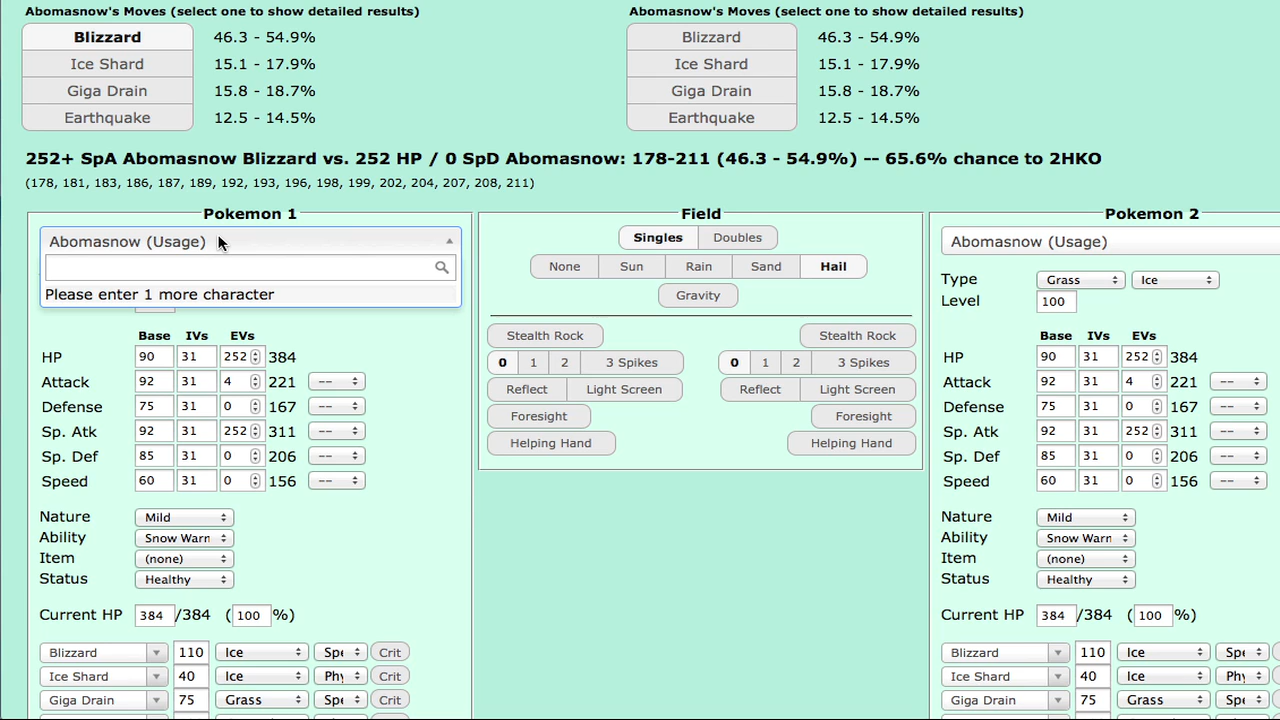 Abomasnow's Moves (select one to show detailed results) Abomasnow's Moves (select one to show detailed results)
Blizzard 46.3 - 54.9% Blizzard 46.3 - 54.9%
Ice Shard 15.1 - 17.9% Ice Shard 15.1 - 17.9%
Giga Drain 15.8 - 18.7% Giga Drain 15.8 - 18.7%
Earthquake 12.5 - 14.5% Earthquake 12.5 - 14.5%
252+ SpA Abomasnow Blizzard vs. 252 HP / 0 SpD Abomasnow: 178-211 (46.3 - 54.9%) -- 65.6% chance to 2HKO
(178, 181, 183, 186, 187, 189, 192, 193, 196, 198, 199, 202, 204, 207, 208, 211)
Pokemon 1
Abomasnow (Usage)
Please enter 1 more character
Base IVs EVs
HP 90 31 252 384
Attack 92 31 4 221 --
Defense 75 31 0 167 --
Sp. Atk 92 31 252 311 --
Sp. Def 85 31 0 206 --
Speed 60 31 0 156 --
Nature Mild
Ability Snow Warn
Item (none)
Status Healthy
Current HP 384 /384 ( 100 %)
Blizzard 110 Ice Spe Crit
Ice Shard 40 Ice Phy Crit
Giga Drain 75 Grass Spe Crit
Field
Singles Doubles
None Sun Rain Sand Hail
Gravity
Stealth Rock Stealth Rock
0 1 2 3 Spikes 0 1 2 3 Spikes
Reflect Light Screen Reflect Light Screen
Foresight Foresight
Helping Hand Helping Hand
Pokemon 2
Abomasnow (Usage)
Type Grass Ice
Level 100
Base IVs EVs
HP 90 31 252 384
Attack 92 31 4 221 --
Defense 75 31 0 167 --
Sp. Atk 92 31 252 311 --
Sp. Def 85 31 0 206 --
Speed 60 31 0 156 --
Nature Mild
Ability Snow Warn
Item (none)
Status Healthy
Current HP 384 /384 ( 100 %)
Blizzard 110 Ice Spe
Ice Shard 40 Ice Phy
Giga Drain 75 Grass Spe